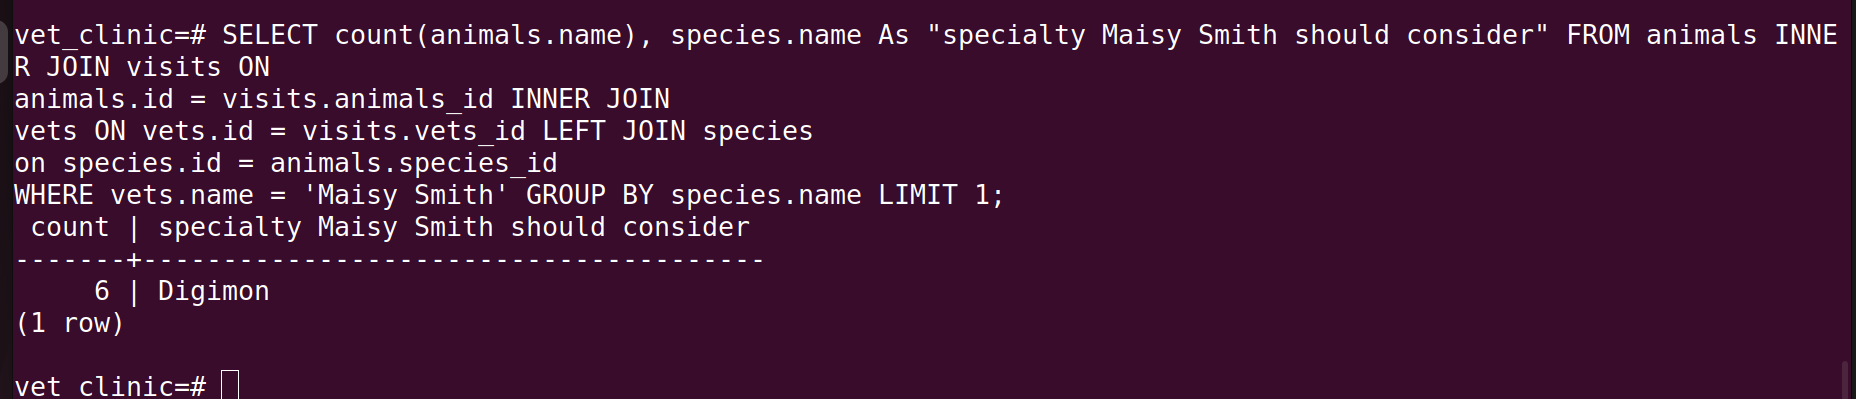 vet_clinic=# SELECT count(animals.name), species.name As "specialty Maisy Smith should consider" FROM animals INNE
R JOIN visits ON
animals.id = visits.animals_id INNER JOIN
vets ON vets.id = visits.vets_id LEFT JOIN species
on species.id = animals.species_id
WHERE vets.name = 'Maisy Smith' GROUP BY species.name LIMIT 1;
 count | specialty Maisy Smith should consider
-------+---------------------------------------
     6 | Digimon
(1 row)

vet_clinic=#